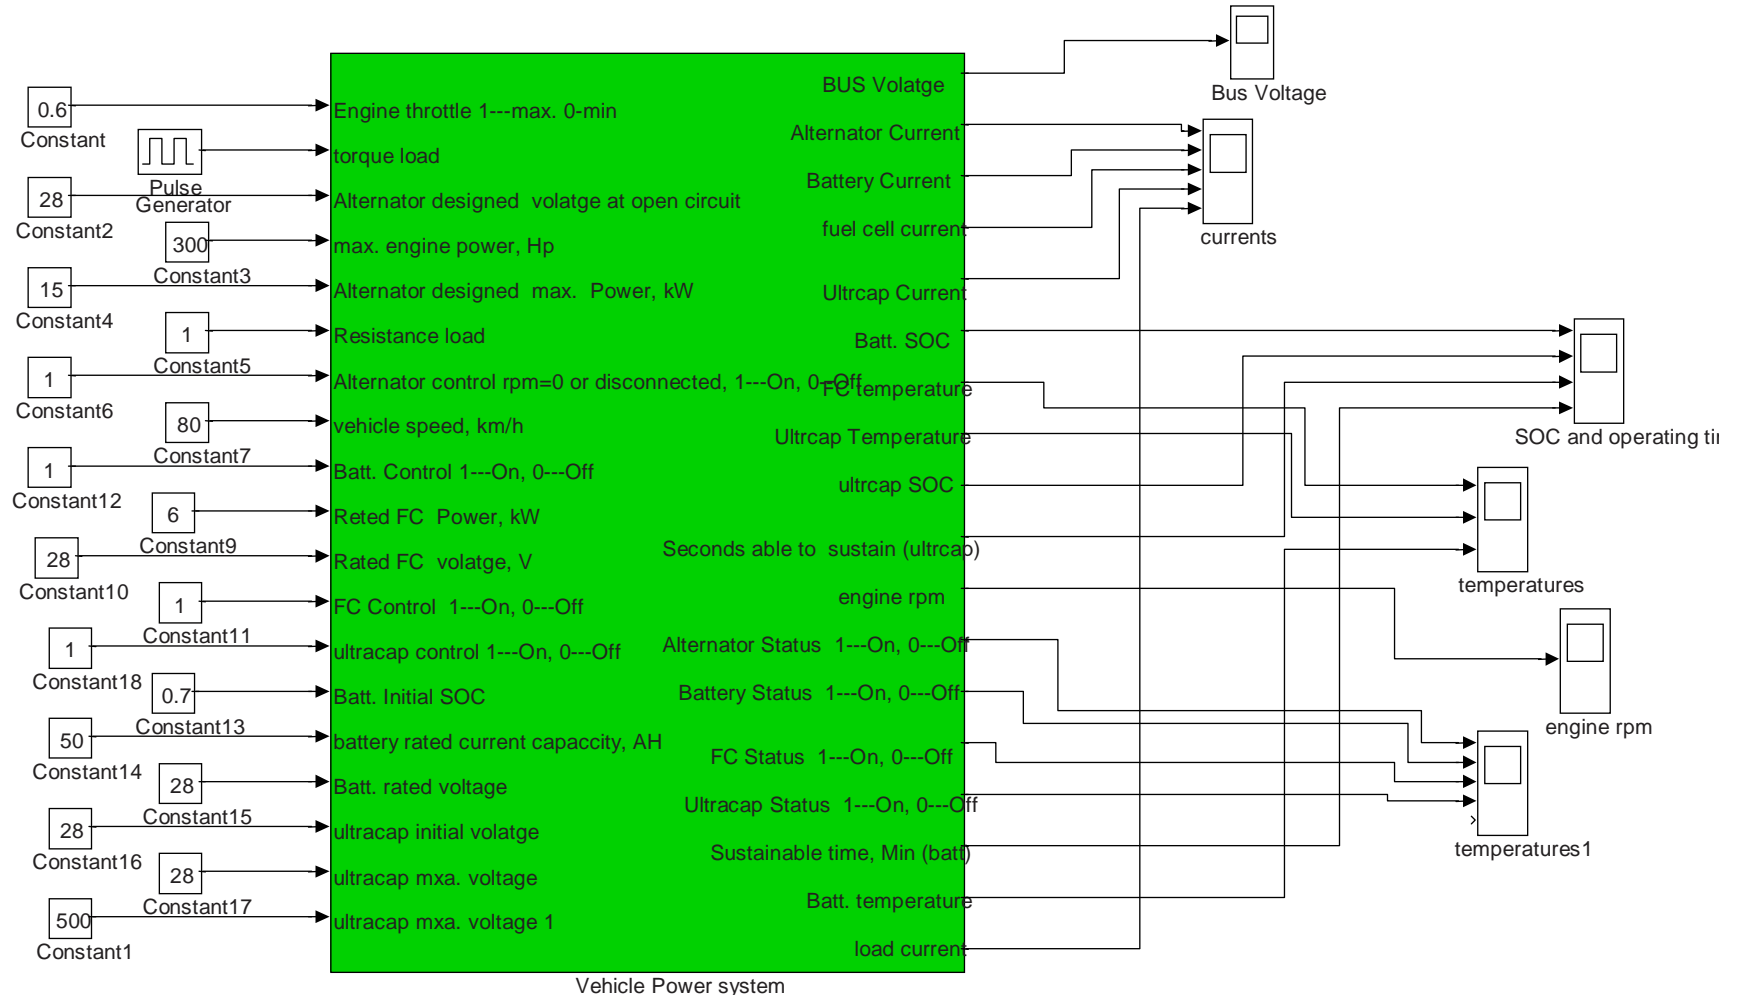 0.6
Constant
Pulse
Generator
28
Constant2
300
Constant3
15
Constant4
1
Constant5
1
Constant6
80
Constant7
1
Constant12
6
Constant9
28
Constant10
1
Constant11
1
Constant18
0.7
Constant13
50
Constant14
28
Constant15
28
Constant16
28
Constant17
500
Constant1
Engine throttle 1---max. 0-min
torque load
Alternator designed  volatge at open circuit
max. engine power, Hp
Alternator designed  max.  Power, kW
Resistance load
Alternator control rpm=0 or disconnected, 1---On, 0---Off
vehicle speed, km/h
Batt. Control 1---On, 0---Off
Reted FC  Power, kW
Rated FC  volatge, V
FC Control  1---On, 0---Off
ultracap control 1---On, 0---Off
Batt. Initial SOC
battery rated current capaccity, AH
Batt. rated voltage
ultracap initial volatge
ultracap mxa. voltage
ultracap mxa. voltage 1
BUS Volatge
Alternator Current
Battery Current
fuel cell current
Ultrcap Current
Batt. SOC
FC temperature
Ultrcap Temperature
ultrcap SOC
Seconds able to  sustain (ultrcap)
engine rpm
Alternator Status  1---On, 0---Off
Battery Status  1---On, 0---Off
FC Status  1---On, 0---Off
Ultracap Status  1---On, 0---Off
Sustainable time, Min (batt)
Batt. temperature
load current
Vehicle Power system
Bus Voltage
currents
SOC and operating ti
temperatures
engine rpm
temperatures1